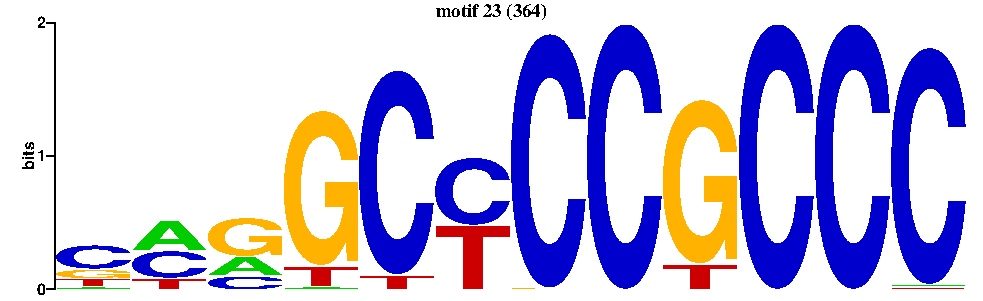 motif 23 (364)
2
bits
1
0
C A G G C C C C G C C C
G C A T T T T
T T C